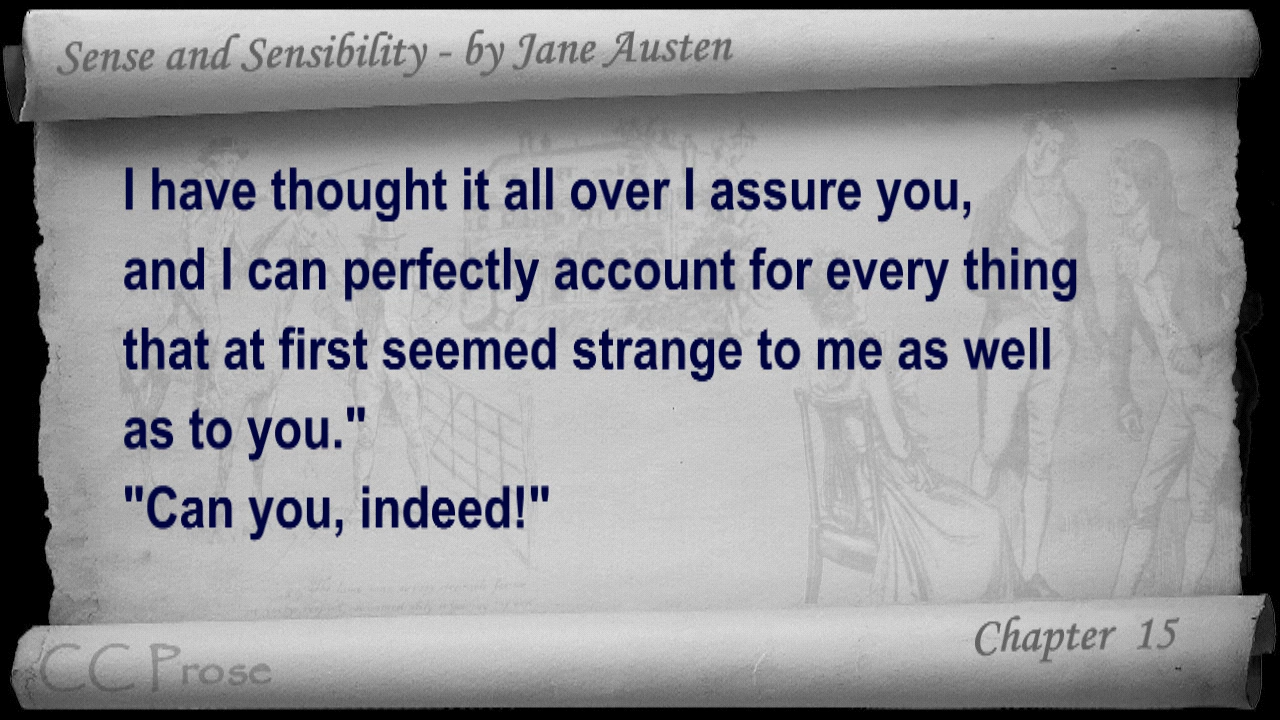 Sense and Sensibility - by Jane Austen
I have thought it all over I assure you,
and I can perfectly account for every thing
that at first seemed strange to me as well
as to you."
"Can you, indeed!"
Chapter 15
CC Prose